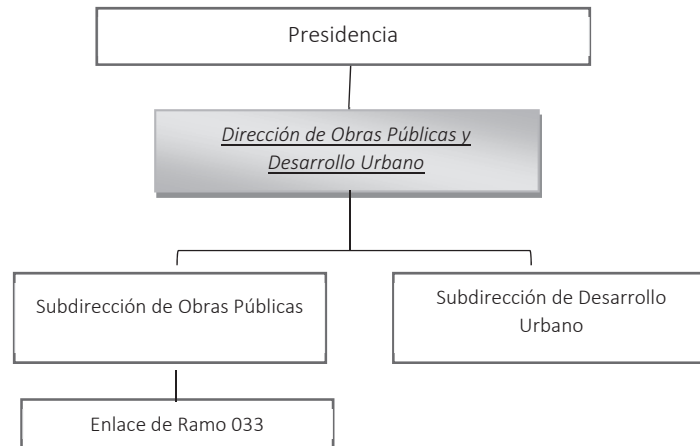 Presidencia
Dirección de Obras Públicas y
Desarrollo Urbano
Subdirección de Obras Públicas
Subdirección de Desarrollo
Urbano
Enlace de Ramo 033